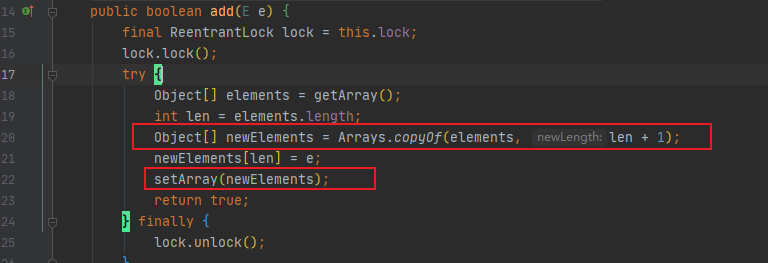 14 public boolean add(E e) {
15 final ReentrantLock lock = this.lock;
16 lock.lock();
17 try {
18 Object[] elements = getArray();
19 int len = elements.length;
20 Object[] newElements = Arrays.copyOf(elements, newLength: len + 1);
21 newElements[len] = e;
22 setArray(newElements);
23 return true;
24 } finally {
25 lock.unlock();
26 }